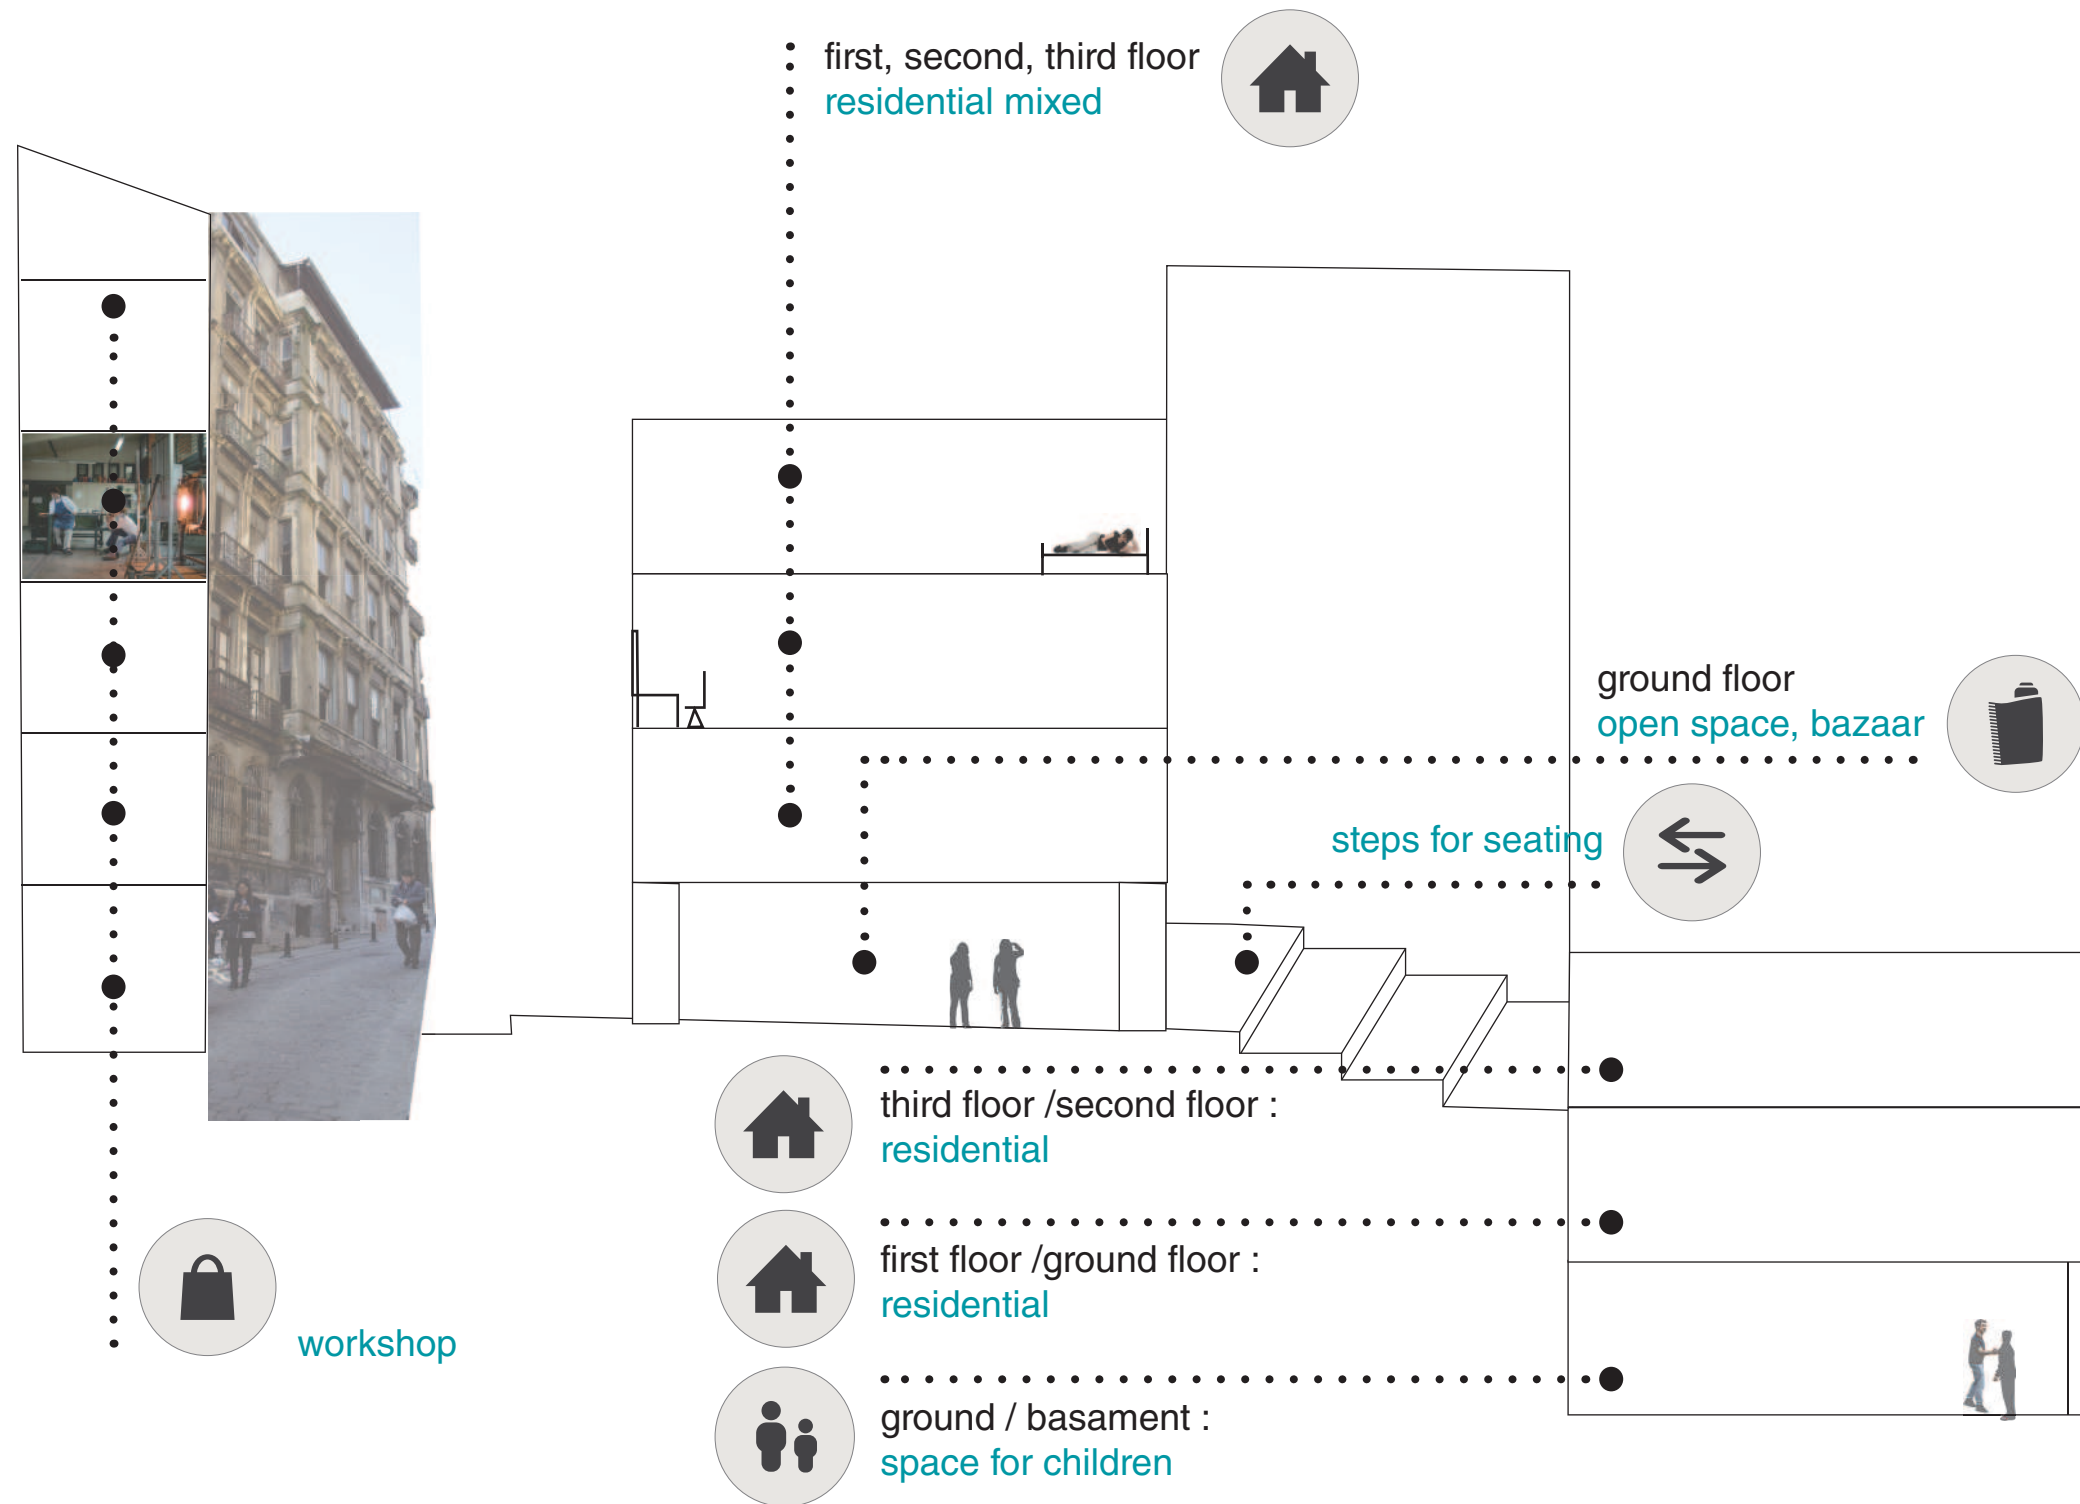 first, second, third floor
residential mixed
ground floor
open space, bazaar
steps for seating
third floor /second floor :
residential
first floor /ground floor :
residential
workshop
ground / basament :
space for children